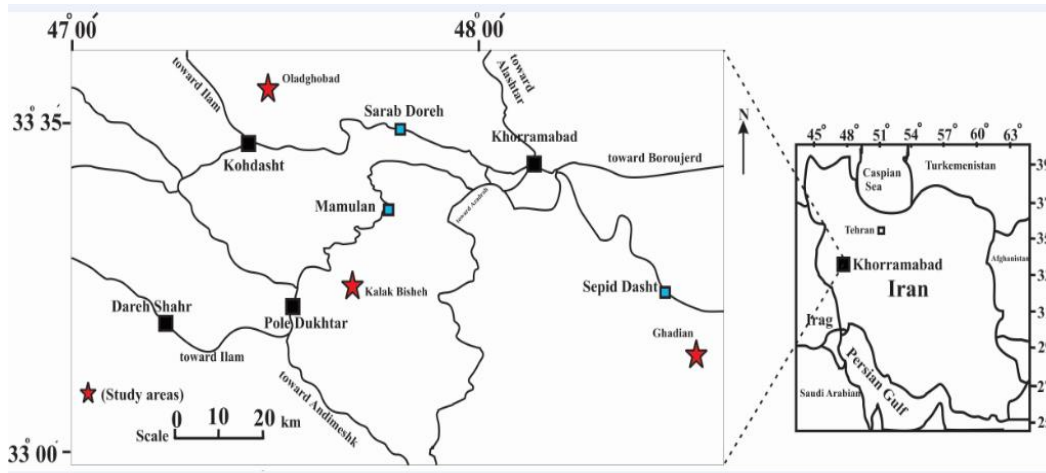 47° 00′
48° 00′
33° 35′
33° 00′
toward Ilam
Oladghobad
toward Alashtar
Sarab Doreh
Khorramabad
Kohdasht
toward Boroujerd
Mamulan
Kalak Bisheh
Sepid Dasht
Dareh Shahr
Pole Dukhtar
Ghadian
toward Ilam
toward Andimeshk
(Study areas)
0 10 20 km
Scale
N
45° 48° 51° 54° 57° 60° 63°
Caspian
Sea
Turkemenistan
Tehran
Afghanistan
Khorramabad
Iran
Iraq
Persian Gulf
Saudi Arabian